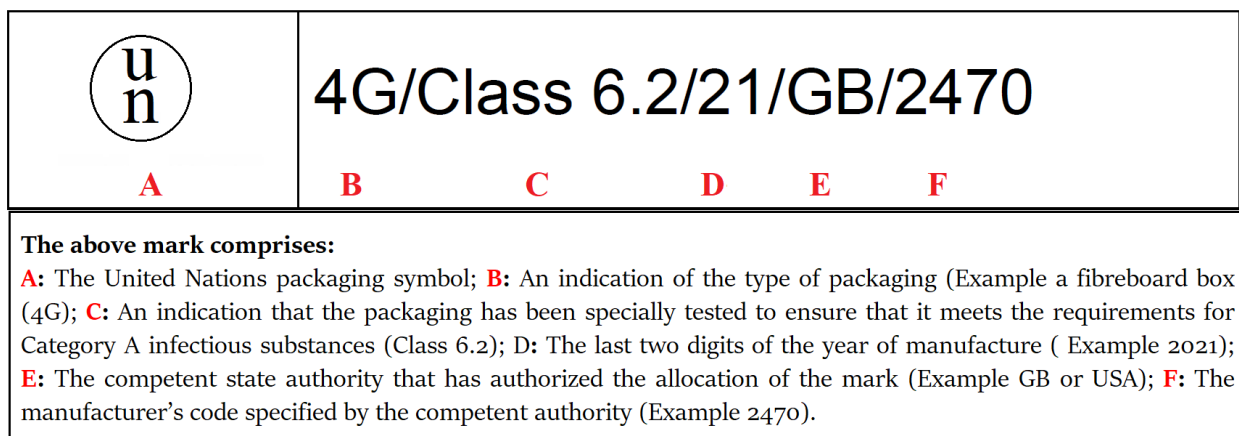 u
n
4G/Class 6.2/21/GB/2470
A B C D E F
The above mark comprises:
A: The United Nations packaging symbol; B: An indication of the type of packaging (Example a fibreboard box
(4G); C: An indication that the packaging has been specially tested to ensure that it meets the requirements for
Category A infectious substances (Class 6.2); D: The last two digits of the year of manufacture ( Example 2021);
E: The competent state authority that has authorized the allocation of the mark (Example GB or USA); F: The
manufacturer’s code specified by the competent authority (Example 2470).